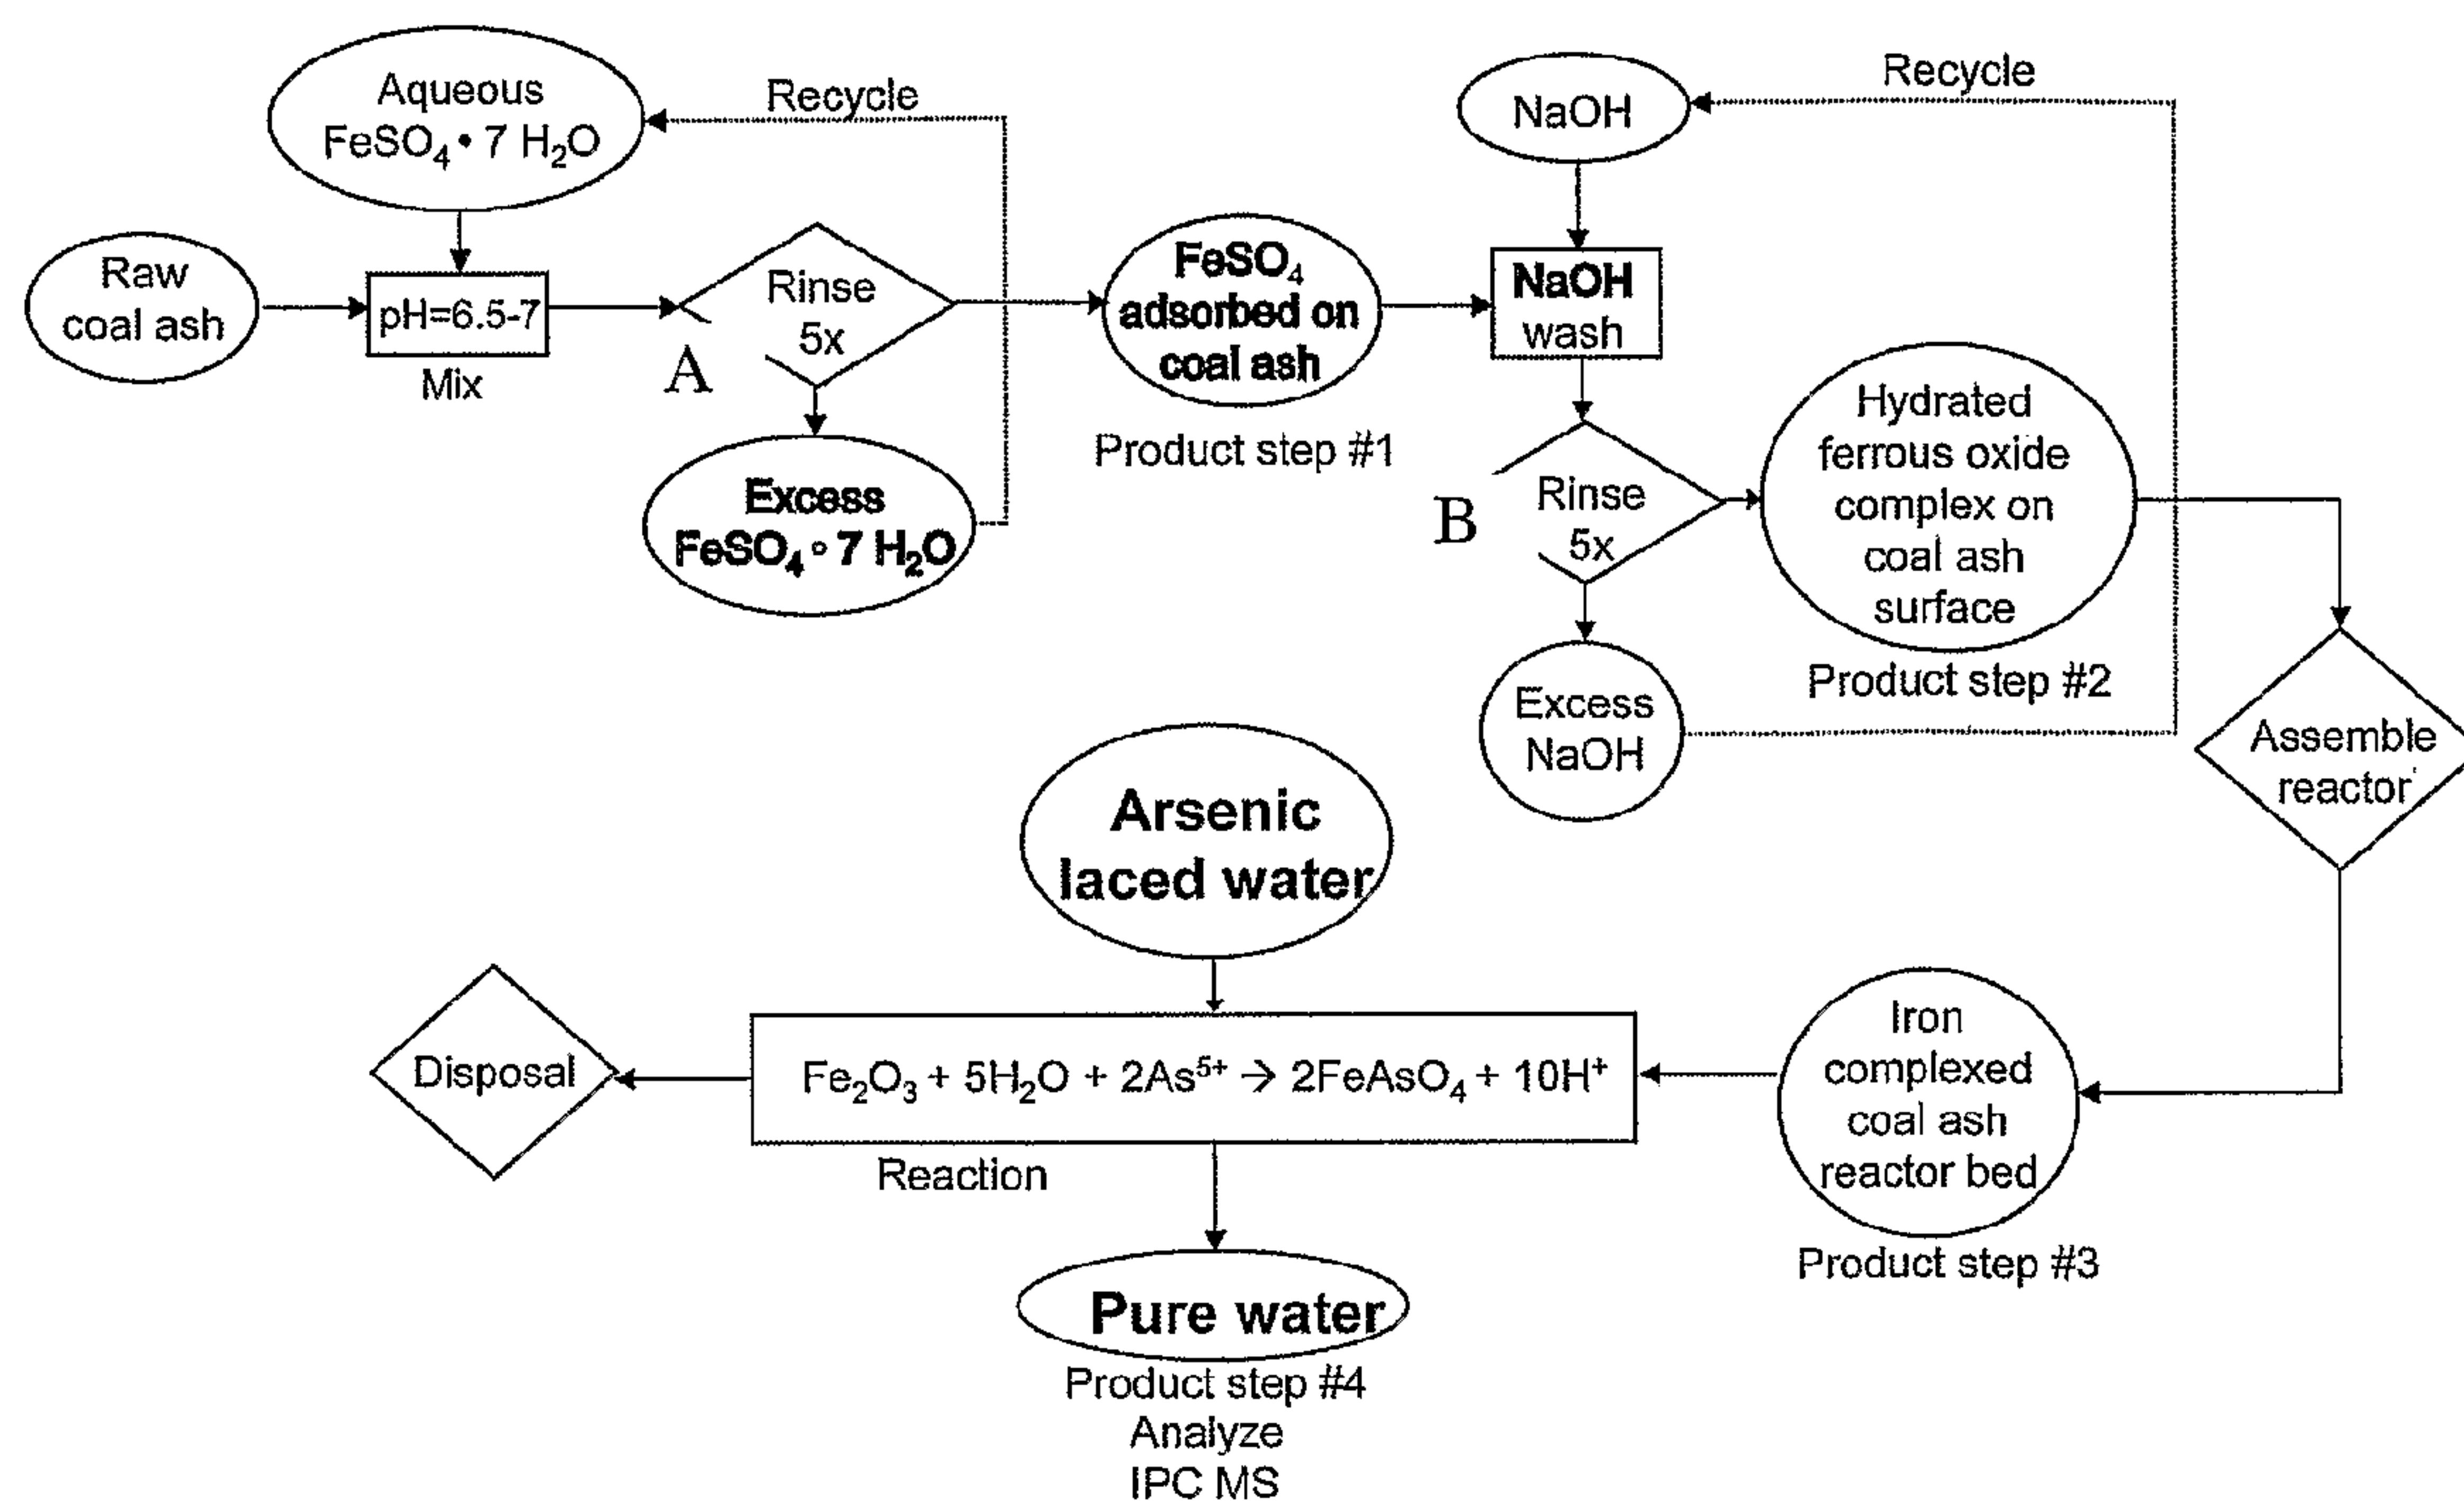 Aqueous
FeSO₄ • 7 H₂O
Recycle
Raw
coal ash
pH=6.5-7
Mix
A
Rinse
5x
Excess
FeSO₄ ∘ 7 H₂O
FeSO₄
adsorbed on
coal ash
Product step #1
NaOH
Recycle
NaOH
wash
B
Rinse
5x
Excess
NaOH
Hydrated
ferrous oxide
complex on
coal ash
surface
Product step #2
Assemble
reactor
Iron
complexed
coal ash
reactor bed
Product step #3
Arsenic
laced water
Fe₂O₃ + 5H₂O + 2As⁵⁺ → 2FeAsO₄ + 10H⁺
Reaction
Disposal
Pure water
Product step #4
Analyze
IPC MS